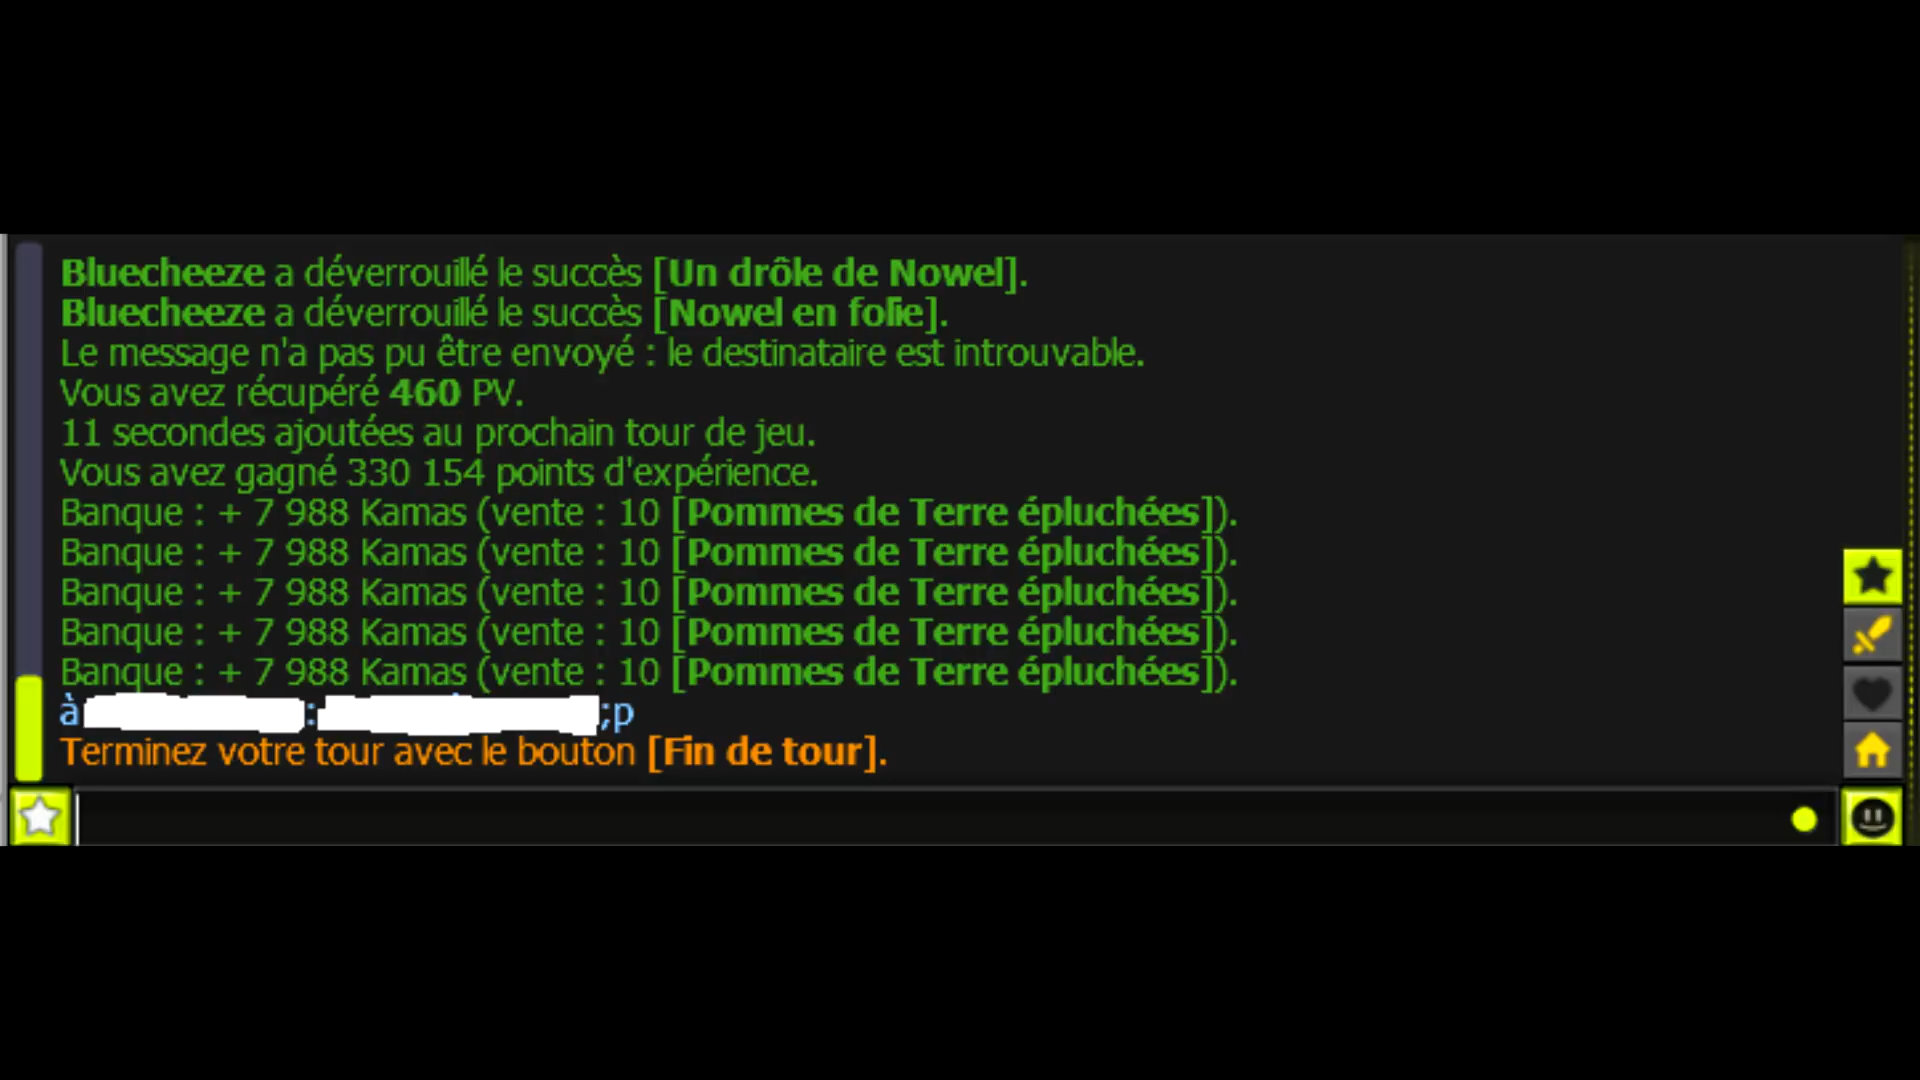 Bluecheeze a déverrouillé le succès [Un drôle de Nowel].
Bluecheeze a déverrouillé le succès [Nowel en folie].
Le message n'a pas pu être envoyé : le destinataire est introuvable.
Vous avez récupéré 460 PV.
11 secondes ajoutées au prochain tour de jeu.
Vous avez gagné 330 154 points d'expérience.
Banque : + 7 988 Kamas (vente : 10 [Pommes de Terre épluchées]).
Banque : + 7 988 Kamas (vente : 10 [Pommes de Terre épluchées]).
Banque : + 7 988 Kamas (vente : 10 [Pommes de Terre épluchées]).
Banque : + 7 988 Kamas (vente : 10 [Pommes de Terre épluchées]).
Banque : + 7 988 Kamas (vente : 10 [Pommes de Terre épluchées]).
à : ;p
Terminez votre tour avec le bouton [Fin de tour].